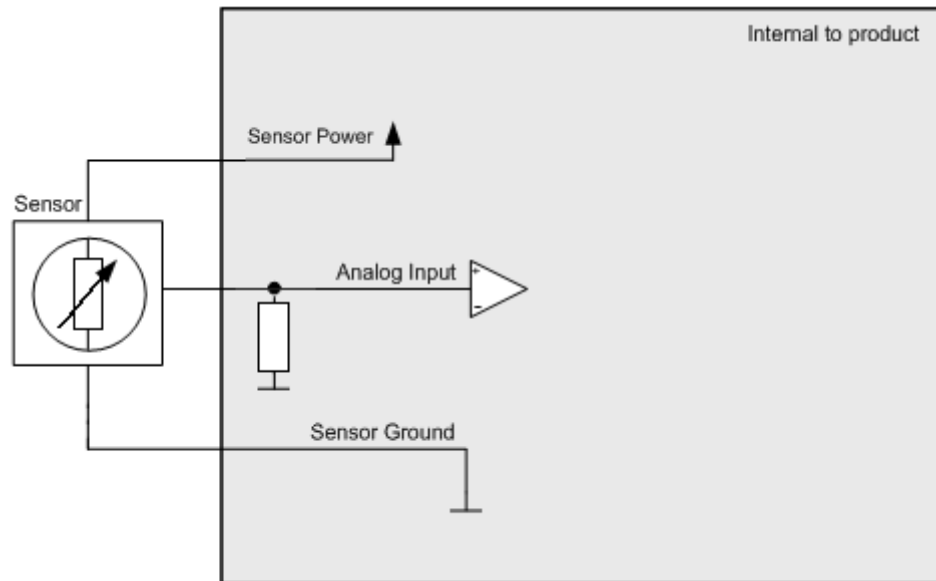 Internal to product
Sensor Power
Sensor
Analog Input
+
-
Sensor Ground